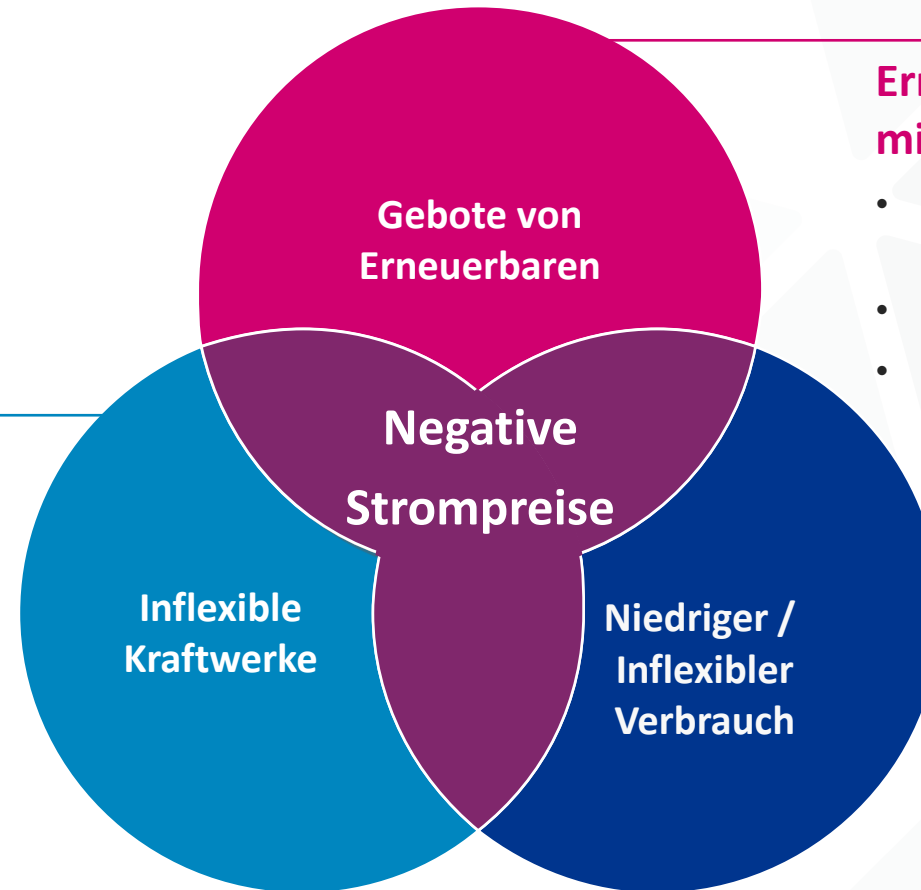 Gebote von
Erneuerbaren
Negative
Strompreise
Inflexible
Kraftwerke
Niedriger /
Inflexibler
Verbrauch